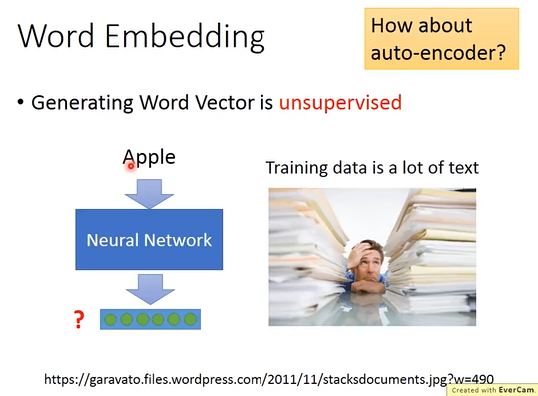 Word Embedding
How about
auto-encoder?
• Generating Word Vector is unsupervised
Apple
Training data is a lot of text
Neural Network
?
https://garavato.files.wordpress.com/2011/11/stacksdocuments.jpg?w=490
Created with EverCam.